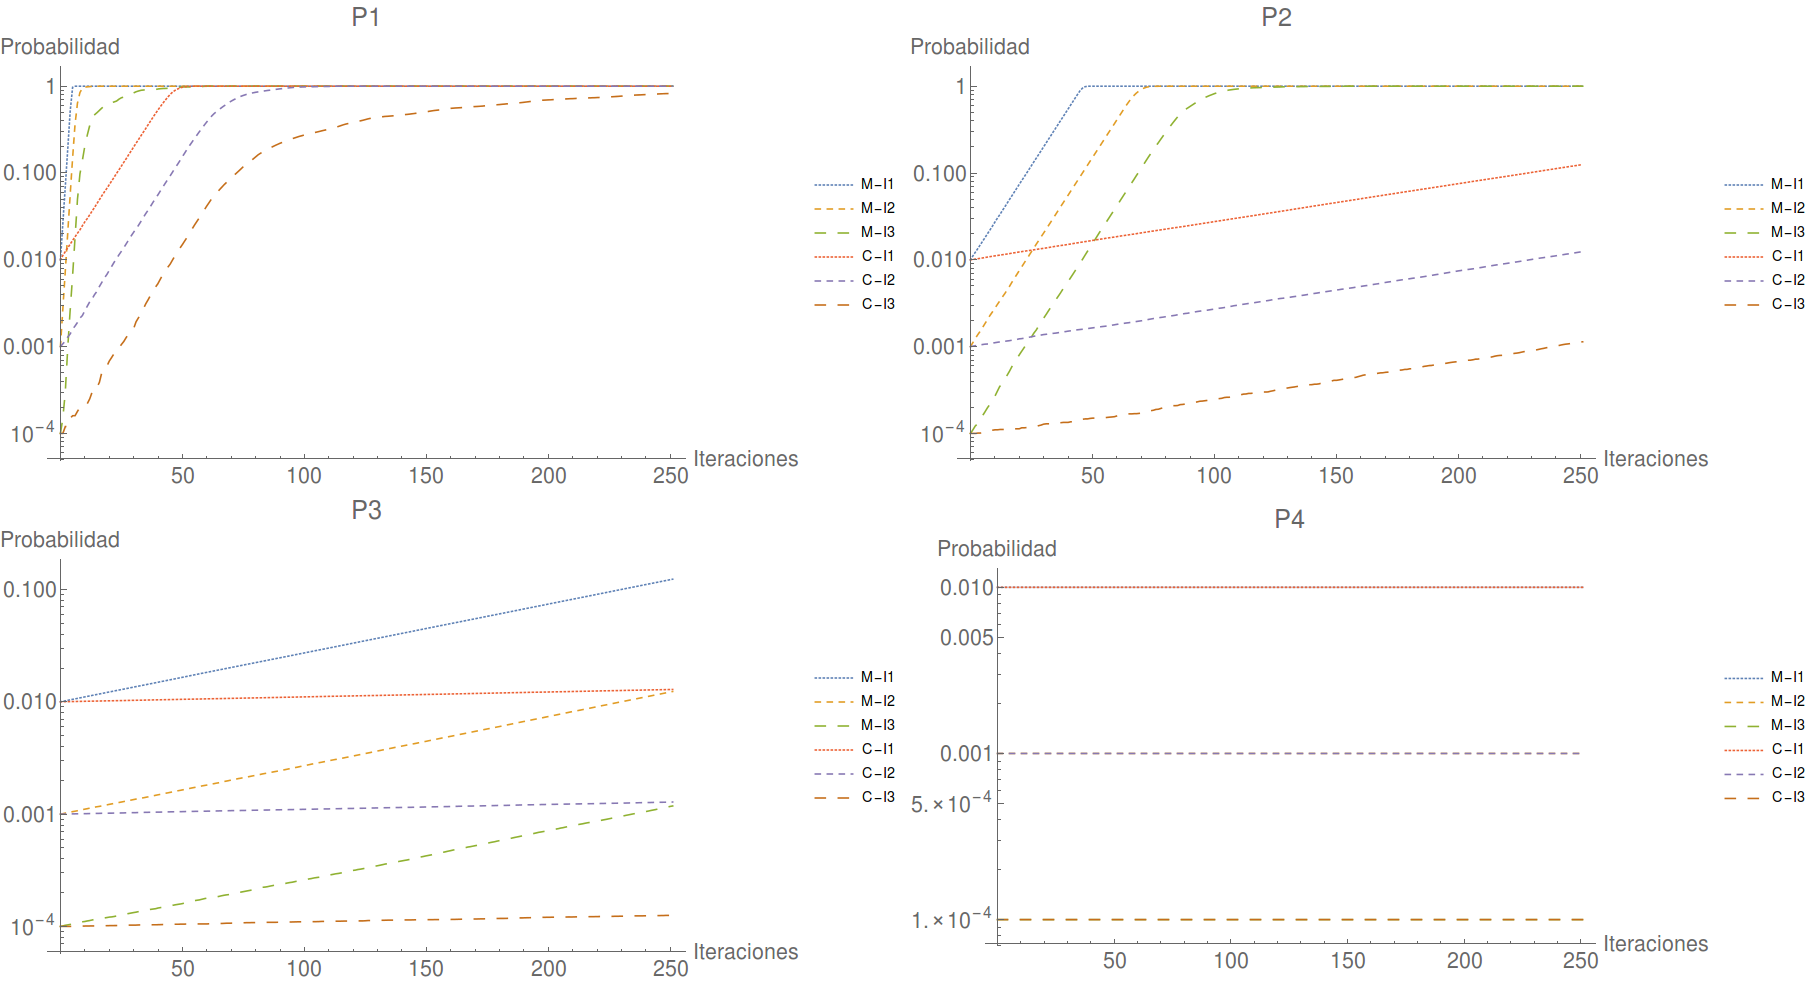 P1
Probabilidad
1
0.100
0.010
0.001
10^-4
50 100 150 200 250
Iteraciones
M-I1
M-I2
M-I3
C-I1
C-I2
C-I3
P2
Probabilidad
1
0.100
0.010
0.001
10^-4
50 100 150 200 250
Iteraciones
M-I1
M-I2
M-I3
C-I1
C-I2
C-I3
P3
Probabilidad
0.100
0.010
0.001
10^-4
50 100 150 200 250
Iteraciones
M-I1
M-I2
M-I3
C-I1
C-I2
C-I3
P4
Probabilidad
0.010
0.005
0.001
5.×10^-4
1.×10^-4
50 100 150 200 250
Iteraciones
M-I1
M-I2
M-I3
C-I1
C-I2
C-I3